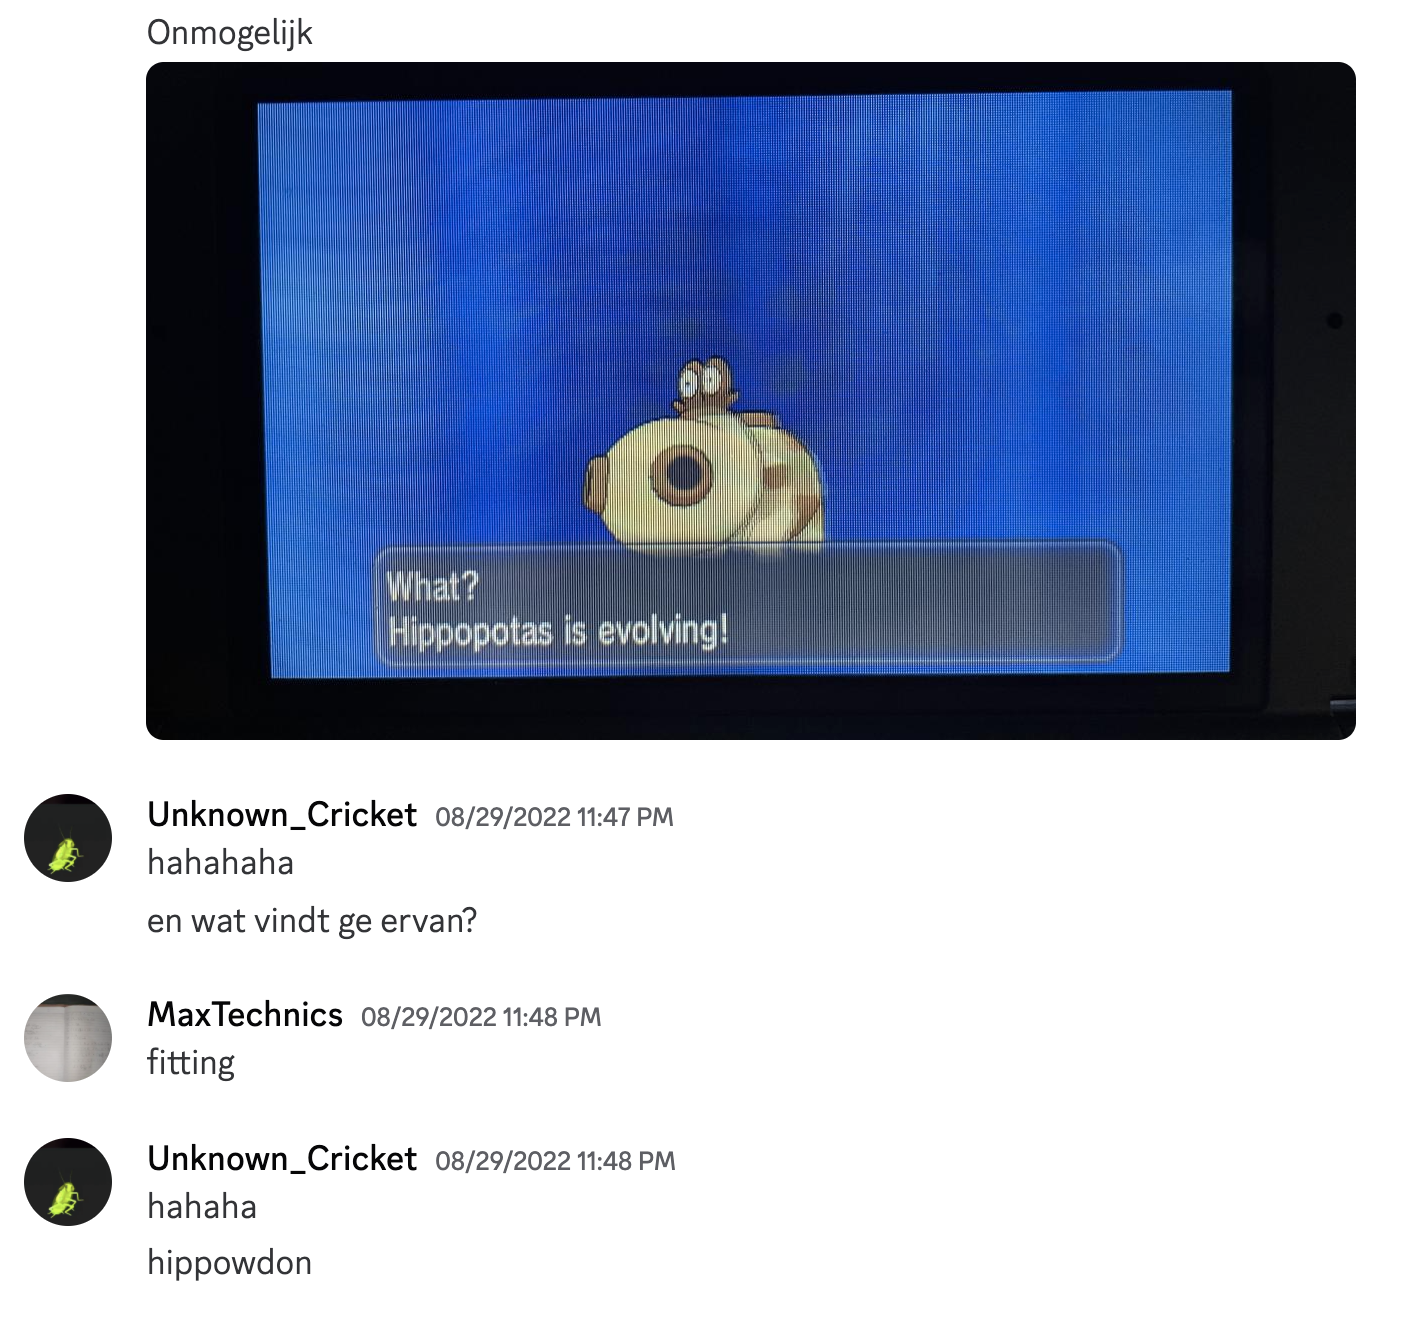 Onmogelijk
What?
Hippopotas is evolving!
Unknown_Cricket 08/29/2022 11:47 PM
hahahaha
en wat vindt ge ervan?
MaxTechnics 08/29/2022 11:48 PM
fitting
Unknown_Cricket 08/29/2022 11:48 PM
hahaha
hippowdon